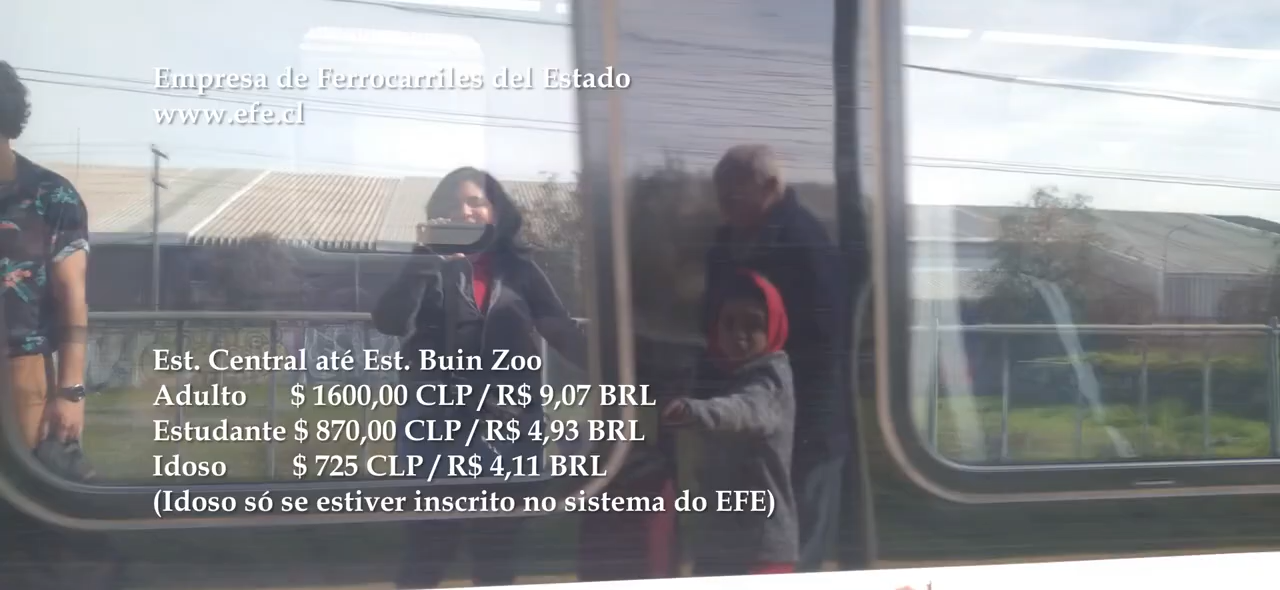 Empresa de Ferrocarriles del Estado
www.efe.cl
Est. Central até Est. Buin Zoo
Adulto $ 1600,00 CLP / R$ 9,07 BRL
Estudante $ 870,00 CLP / R$ 4,93 BRL
Idoso $ 725 CLP / R$ 4,11 BRL
(Idoso só se estiver inscrito no sistema do EFE)